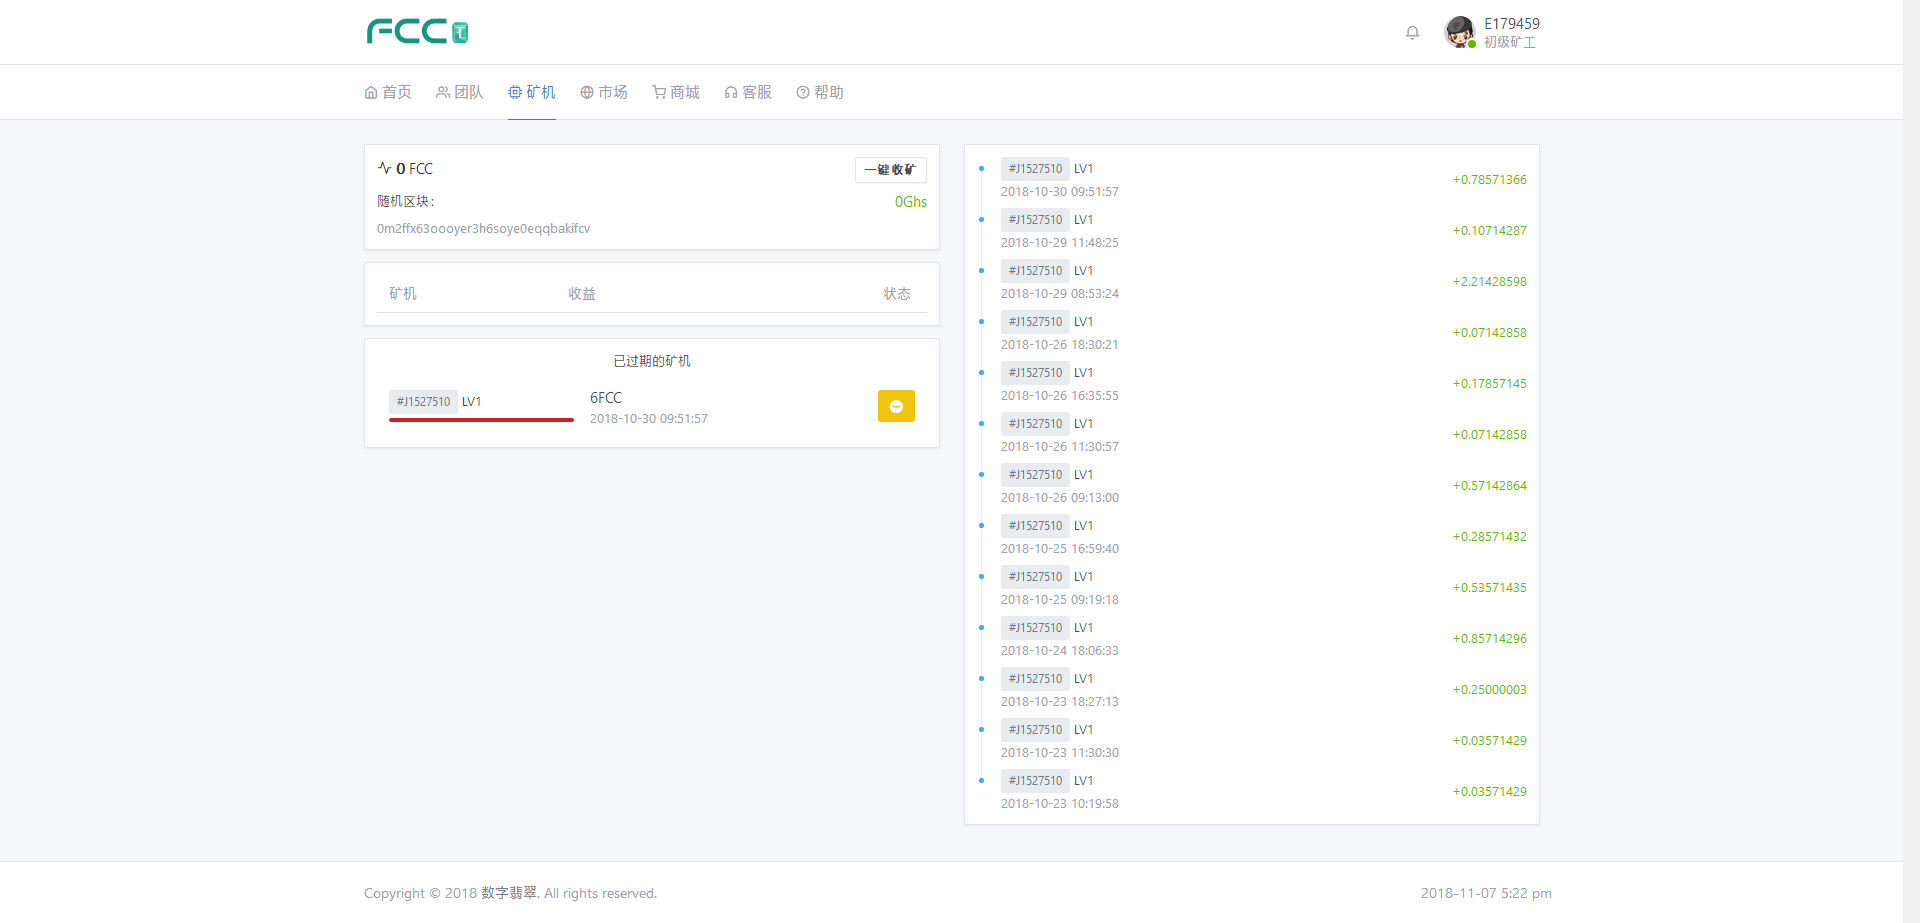 FCC
E179459
初级矿工
首页 团队 矿机 市场 商城 客服 帮助
0 FCC
一键收矿
随机区块：
0Ghs
0m2ffx63oooyer3h6soye0eqqbakifcv
矿机 收益 状态
已过期的矿机
#J1527510 LV1
6FCC
2018-10-30 09:51:57
#J1527510 LV1
2018-10-30 09:51:57
+0.78571366
#J1527510 LV1
2018-10-29 11:48:25
+0.10714287
#J1527510 LV1
2018-10-29 08:53:24
+2.21428598
#J1527510 LV1
2018-10-26 18:30:21
+0.07142858
#J1527510 LV1
2018-10-26 16:35:55
+0.17857145
#J1527510 LV1
2018-10-26 11:30:57
+0.07142858
#J1527510 LV1
2018-10-26 09:13:00
+0.57142864
#J1527510 LV1
2018-10-25 16:59:40
+0.28571432
#J1527510 LV1
2018-10-25 09:19:18
+0.53571435
#J1527510 LV1
2018-10-24 18:06:33
+0.85714296
#J1527510 LV1
2018-10-23 18:27:13
+0.25000003
#J1527510 LV1
2018-10-23 11:30:30
+0.03571429
#J1527510 LV1
2018-10-23 10:19:58
+0.03571429
Copyright © 2018 数字翡翠. All rights reserved.
2018-11-07 5:22 pm